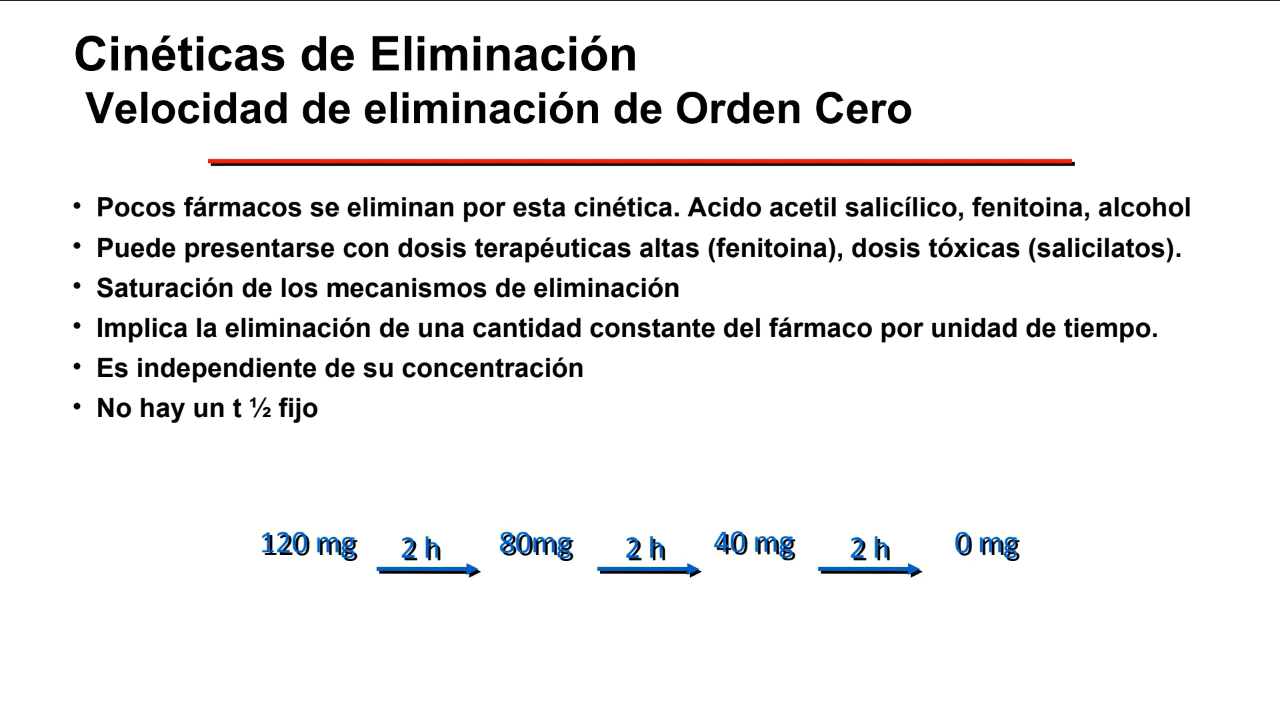 Cinéticas de Eliminación
Velocidad de eliminación de Orden Cero
• Pocos fármacos se eliminan por esta cinética. Acido acetil salicílico, fenitoina, alcohol
• Puede presentarse con dosis terapéuticas altas (fenitoina), dosis tóxicas (salicilatos).
• Saturación de los mecanismos de eliminación
• Implica la eliminación de una cantidad constante del fármaco por unidad de tiempo.
• Es independiente de su concentración
• No hay un t ½ fijo
120 mg 2 h 80mg 2 h 40 mg 2 h 0 mg